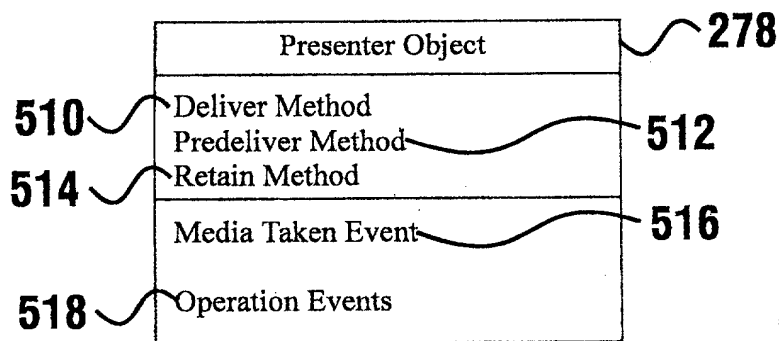 Presenter Object 278
510 Deliver Method
Predeliver Method 512
514 Retain Method
Media Taken Event 516
518 Operation Events